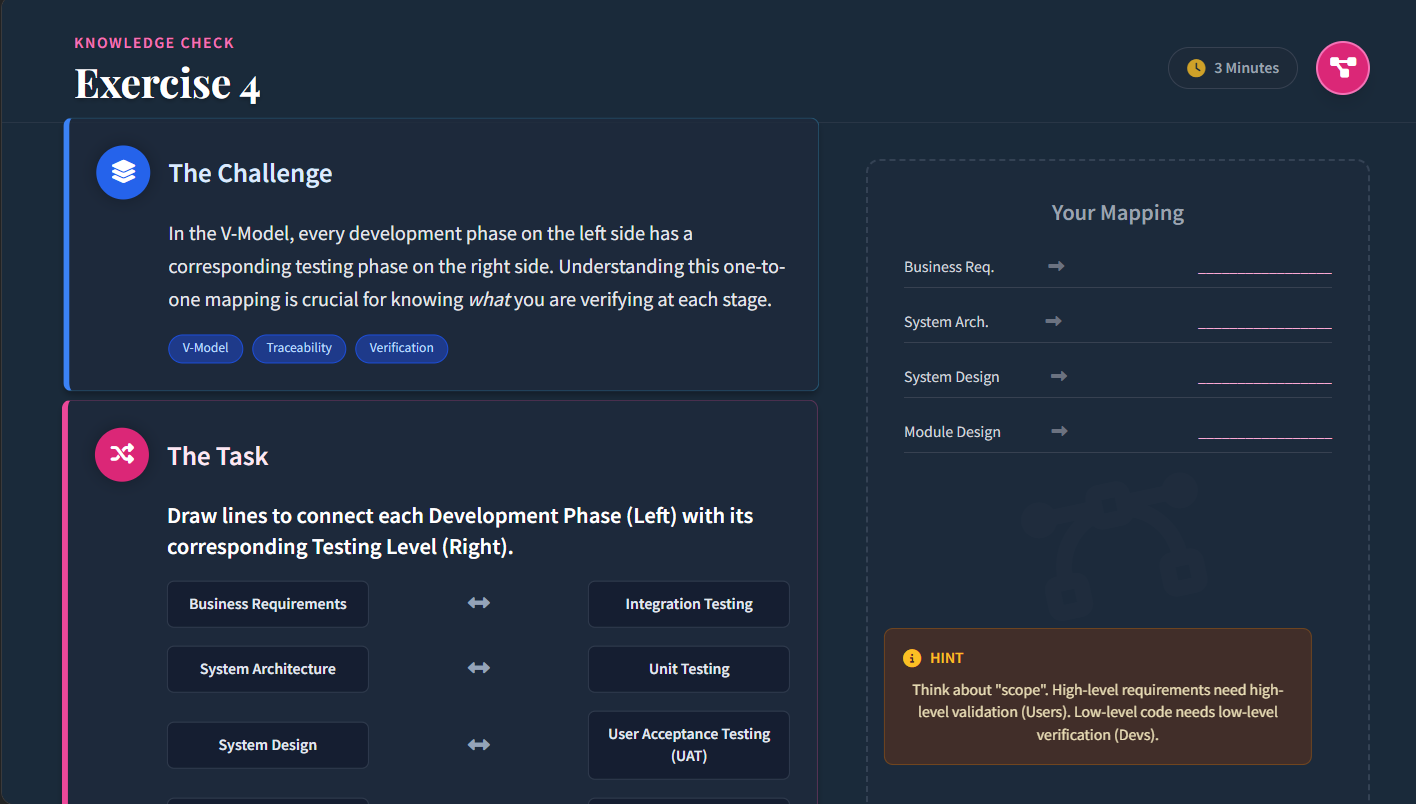 KNOWLEDGE CHECK
Exercise 4
3 Minutes
The Challenge
In the V-Model, every development phase on the left side has a
corresponding testing phase on the right side. Understanding this one-to-
one mapping is crucial for knowing what you are verifying at each stage.
V-Model
Traceability
Verification
The Task
Draw lines to connect each Development Phase (Left) with its
corresponding Testing Level (Right).
Business Requirements
Integration Testing
System Architecture
Unit Testing
System Design
User Acceptance Testing
(UAT)
Your Mapping
Business Req.
System Arch.
System Design
Module Design
HINT
Think about "scope". High-level requirements need high-
level validation (Users). Low-level code needs low-level
verification (Devs).